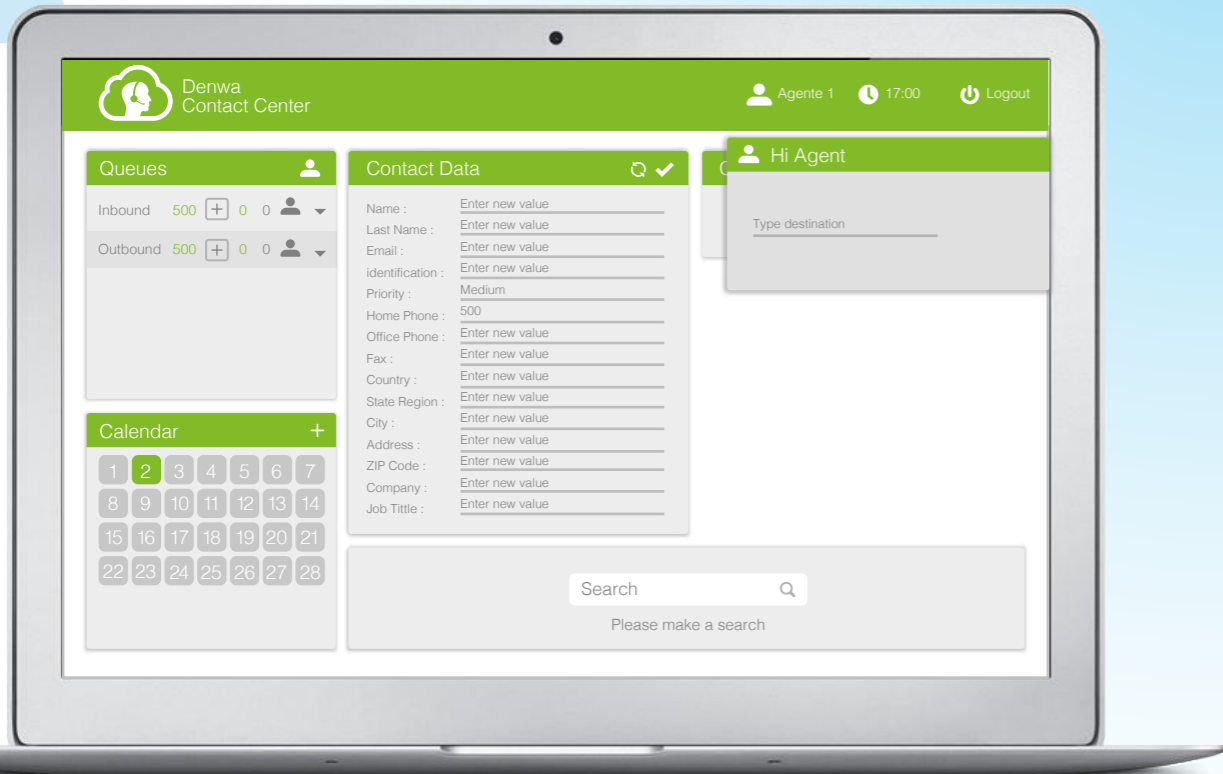 Denwa
Contact Center
Agente 1
17:00
Logout
Queues
Inbound 500 0 0
Outbound 500 0 0
Calendar +
1 2 3 4 5 6 7
8 9 10 11 12 13 14
15 16 17 18 19 20 21
22 23 24 25 26 27 28
Contact Data
Name : Enter new value
Last Name : Enter new value
Email : Enter new value
identification : Enter new value
Priority : Medium
Home Phone : 500
Office Phone : Enter new value
Fax : Enter new value
Country : Enter new value
State Region : Enter new value
City : Enter new value
Address : Enter new value
ZIP Code : Enter new value
Company : Enter new value
Job Tittle : Enter new value
Hi Agent
Type destination
Search
Please make a search